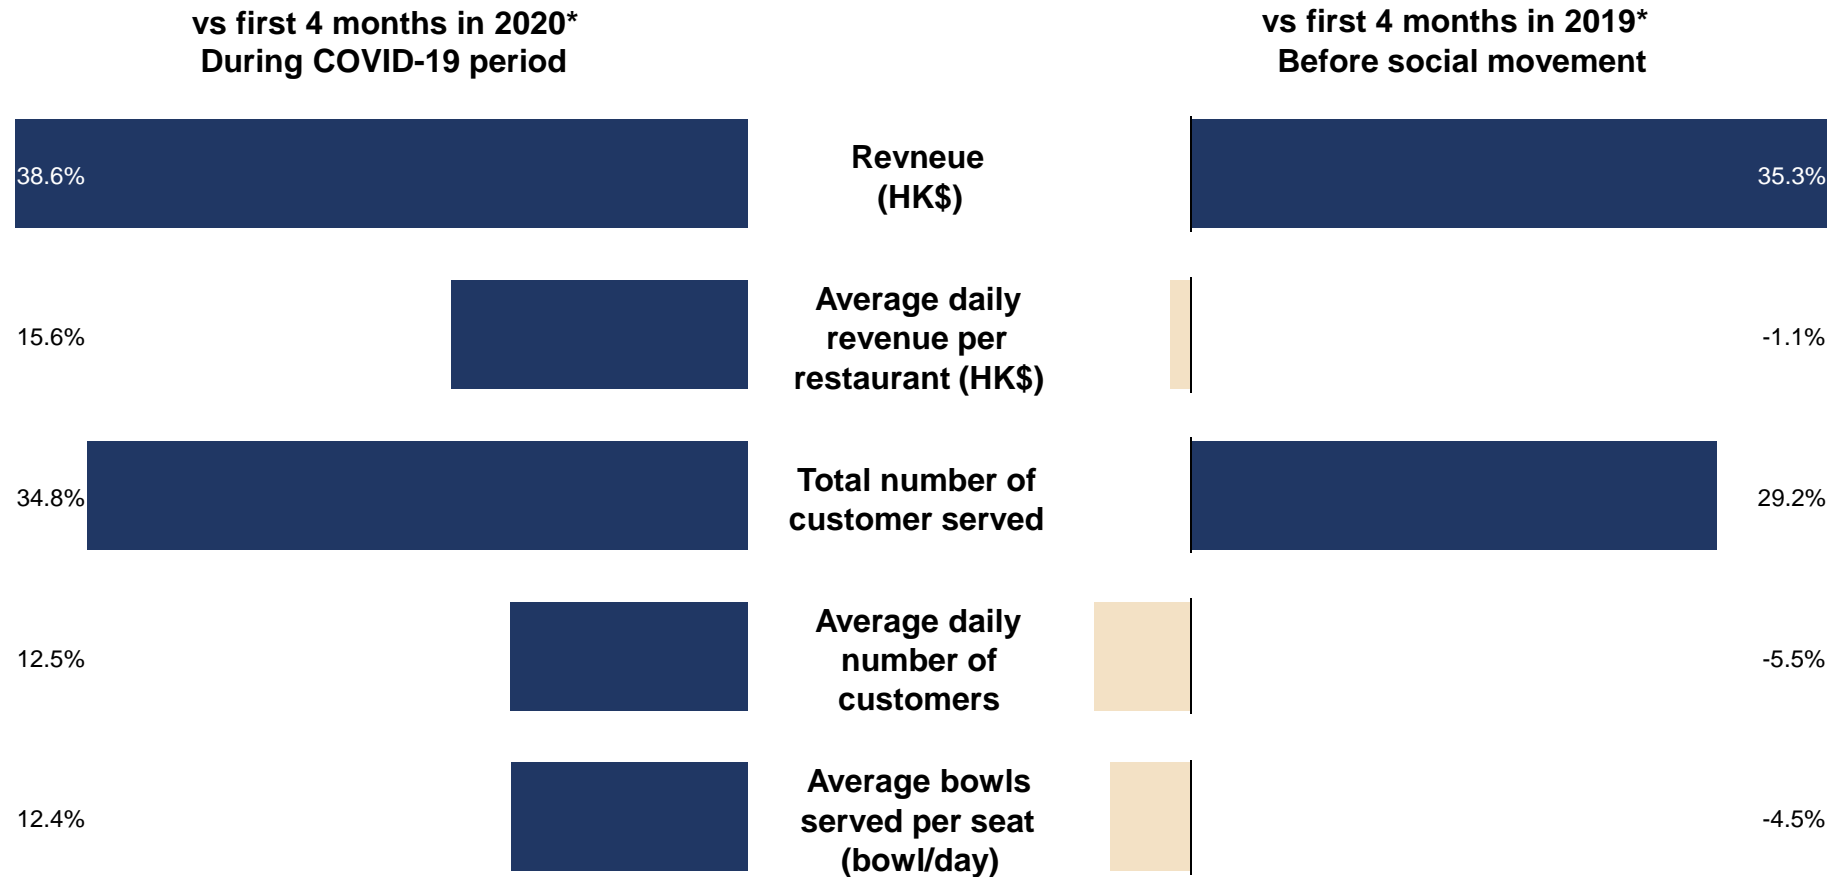 vs first 4 months in 2020*
During COVID-19 period
vs first 4 months in 2019*
Before social movement
38.6%
Revneue
(HK$)
35.3%
15.6%
Average daily
revenue per
restaurant (HK$)
-1.1%
34.8%
Total number of
customer served
29.2%
12.5%
Average daily
number of
customers
-5.5%
12.4%
Average bowls
served per seat
(bowl/day)
-4.5%